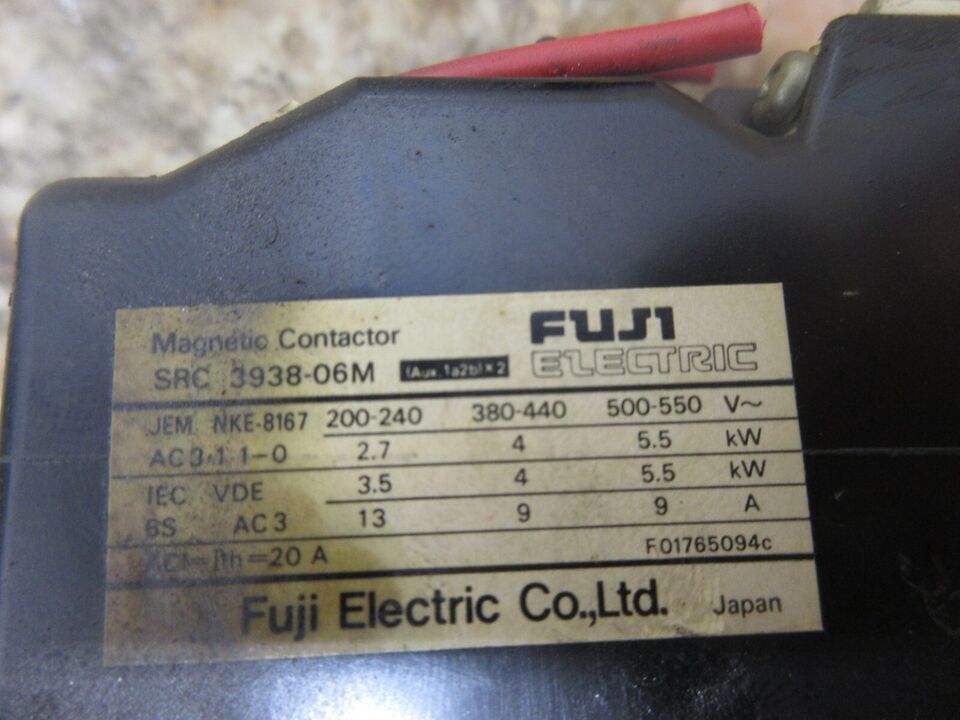 Magnetic Contactor FUJI
SRC 3938-06M (Aux.1a2b)×2 ELECTRIC
JEM NKE-8167 200-240 380-440 500-550 V~
AC3.1.1-0 2.7 4 5.5 kW
IEC VDE 3.5 4 5.5 kW
BS AC3 13 9 9 A
AC1=Ith=20 A F01765094c
Fuji Electric Co.,Ltd. Japan